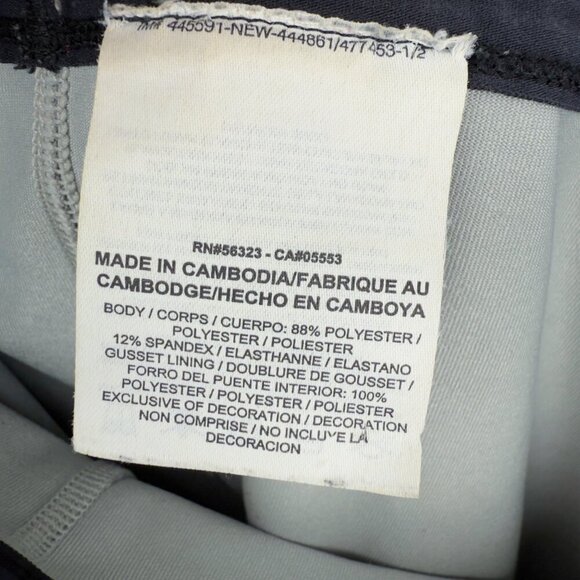 445591-NEW-444861/477453-1/2
RN#56323 - CA#05553
MADE IN CAMBODIA/FABRIQUE AU
CAMBODGE/HECHO EN CAMBOYA
BODY / CORPS / CUERPO: 88% POLYESTER /
POLYESTER / POLIESTER
12% SPANDEX / ELASTHANNE / ELASTANO
GUSSET LINING / DOUBLURE DE GOUSSET /
FORRO DEL PUENTE INTERIOR: 100%
POLYESTER / POLYESTER / POLIESTER
EXCLUSIVE OF DECORATION / DECORATION
NON COMPRISE / NO INCLUYE LA
DECORACION